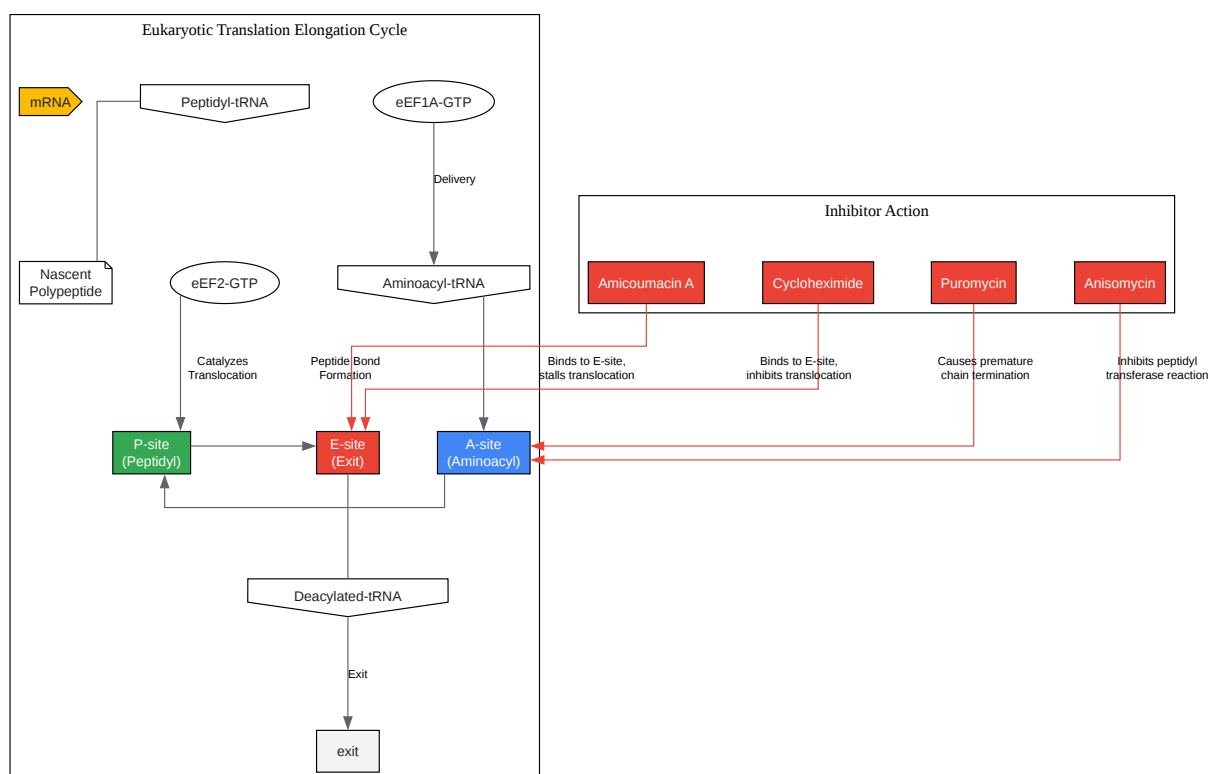 Eukaryotic Translation Elongation Cycle
mRNA
Peptidyl-tRNA
eEF1A-GTP
Delivery
Inhibitor Action
Nascent
Polypeptide
eEF2-GTP
Aminoacyl-tRNA
Amicoumacin A
Cycloheximide
Puromycin
Anisomycin
Catalyzes
Translocation
Peptide Bond
Formation
Binds to E-site,
stalls translocation
Binds to E-site,
inhibits translocation
Causes premature
chain termination
Inhibits peptidyl
transferase reaction
P-site
(Peptidyl)
E-site
(Exit)
A-site
(Aminoacyl)
Deacylated-tRNA
Exit
exit